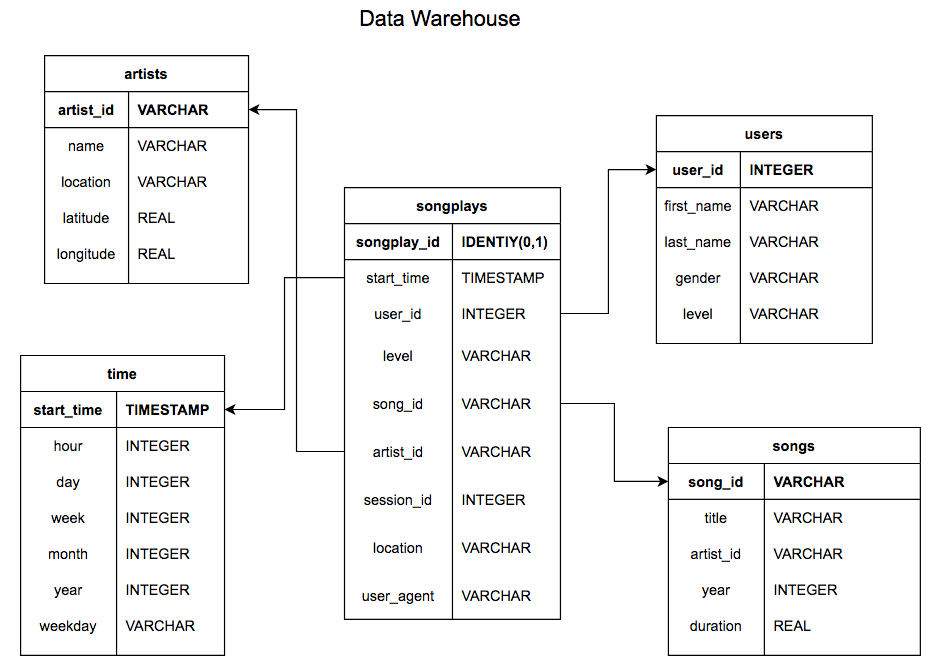 Data Warehouse
artists
artist_id VARCHAR
name VARCHAR
location VARCHAR
latitude REAL
longitude REAL
time
start_time TIMESTAMP
hour INTEGER
day INTEGER
week INTEGER
month INTEGER
year INTEGER
weekday VARCHAR
songplays
songplay_id IDENTIY(0,1)
start_time TIMESTAMP
user_id INTEGER
level VARCHAR
song_id VARCHAR
artist_id VARCHAR
session_id INTEGER
location VARCHAR
user_agent VARCHAR
users
user_id INTEGER
first_name VARCHAR
last_name VARCHAR
gender VARCHAR
level VARCHAR
songs
song_id VARCHAR
title VARCHAR
artist_id VARCHAR
year INTEGER
duration REAL